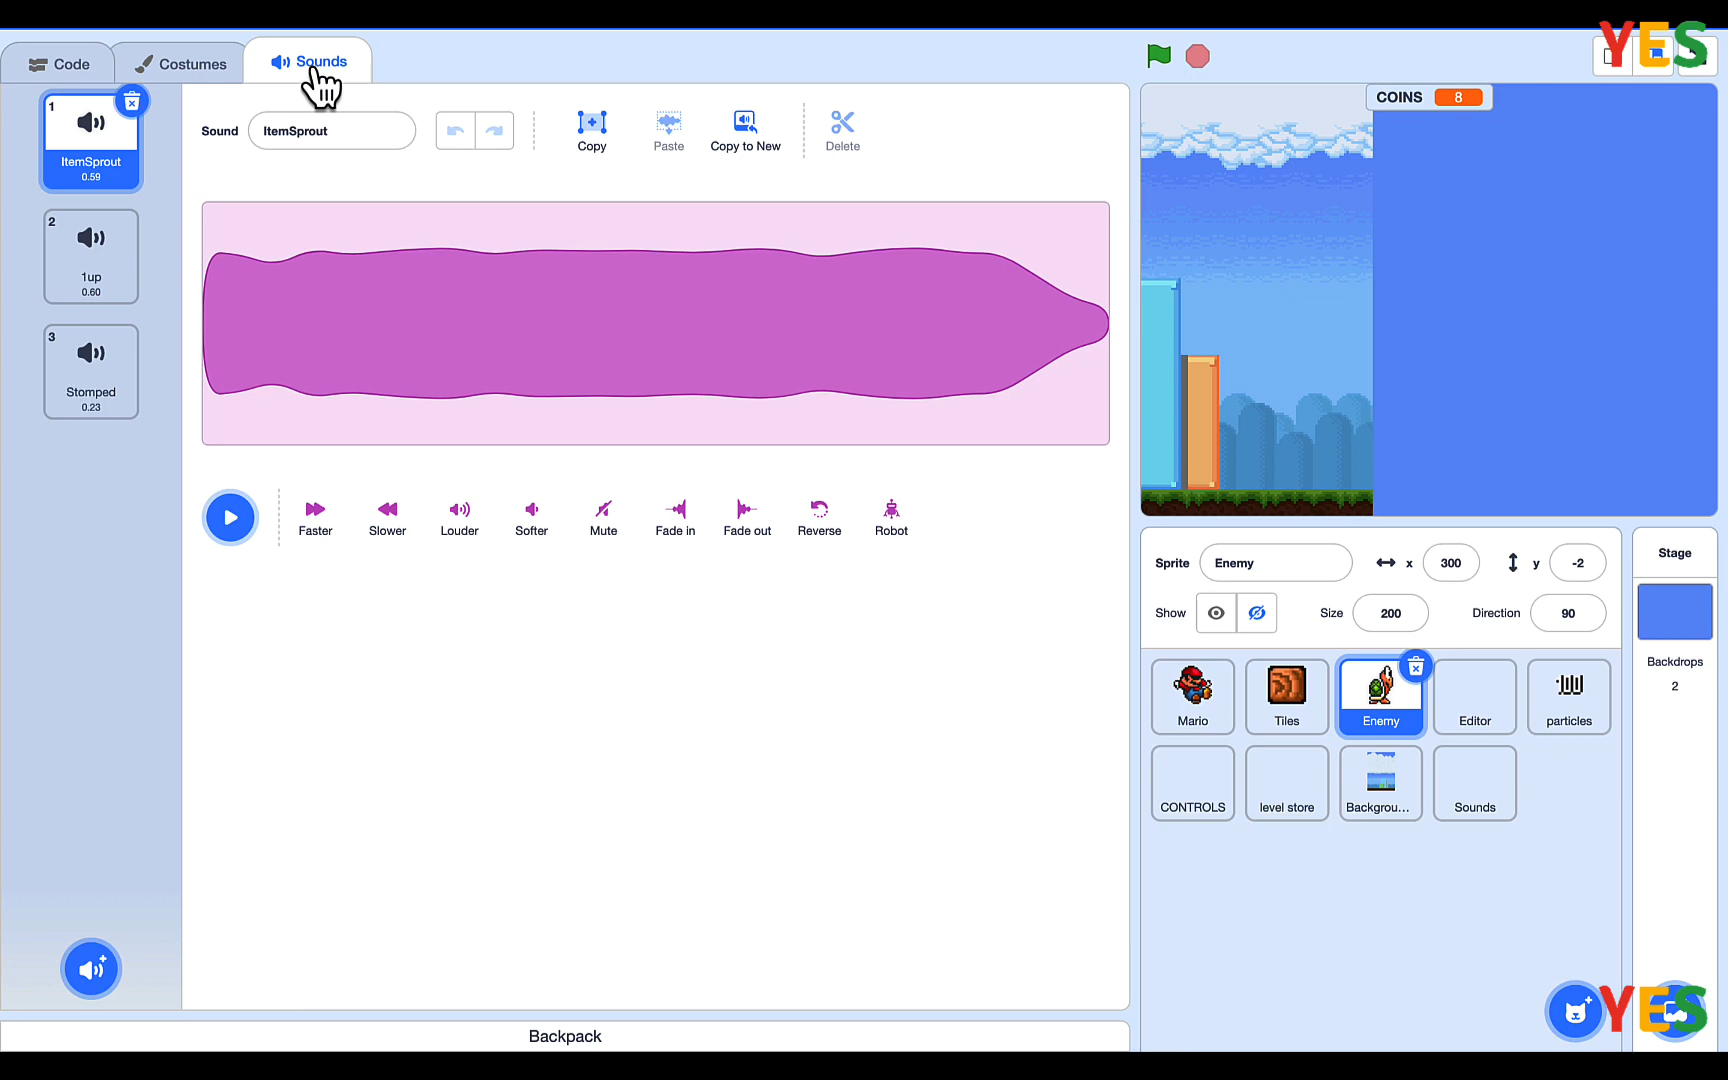 YES
Code
Costumes
Sounds
COINS 8
1
ItemSprout
0.59
2
1up
0.60
3
Stomped
0.23
Sound
ItemSprout
Copy
Paste
Copy to New
Delete
Faster
Slower
Louder
Softer
Mute
Fade in
Fade out
Reverse
Robot
Sprite
Enemy
x
300
y
-2
Show
Size
200
Direction
90
Stage
Backdrops
2
Mario
Tiles
Enemy
Editor
particles
CONTROLS
level store
Backgrou...
Sounds
YES
Backpack